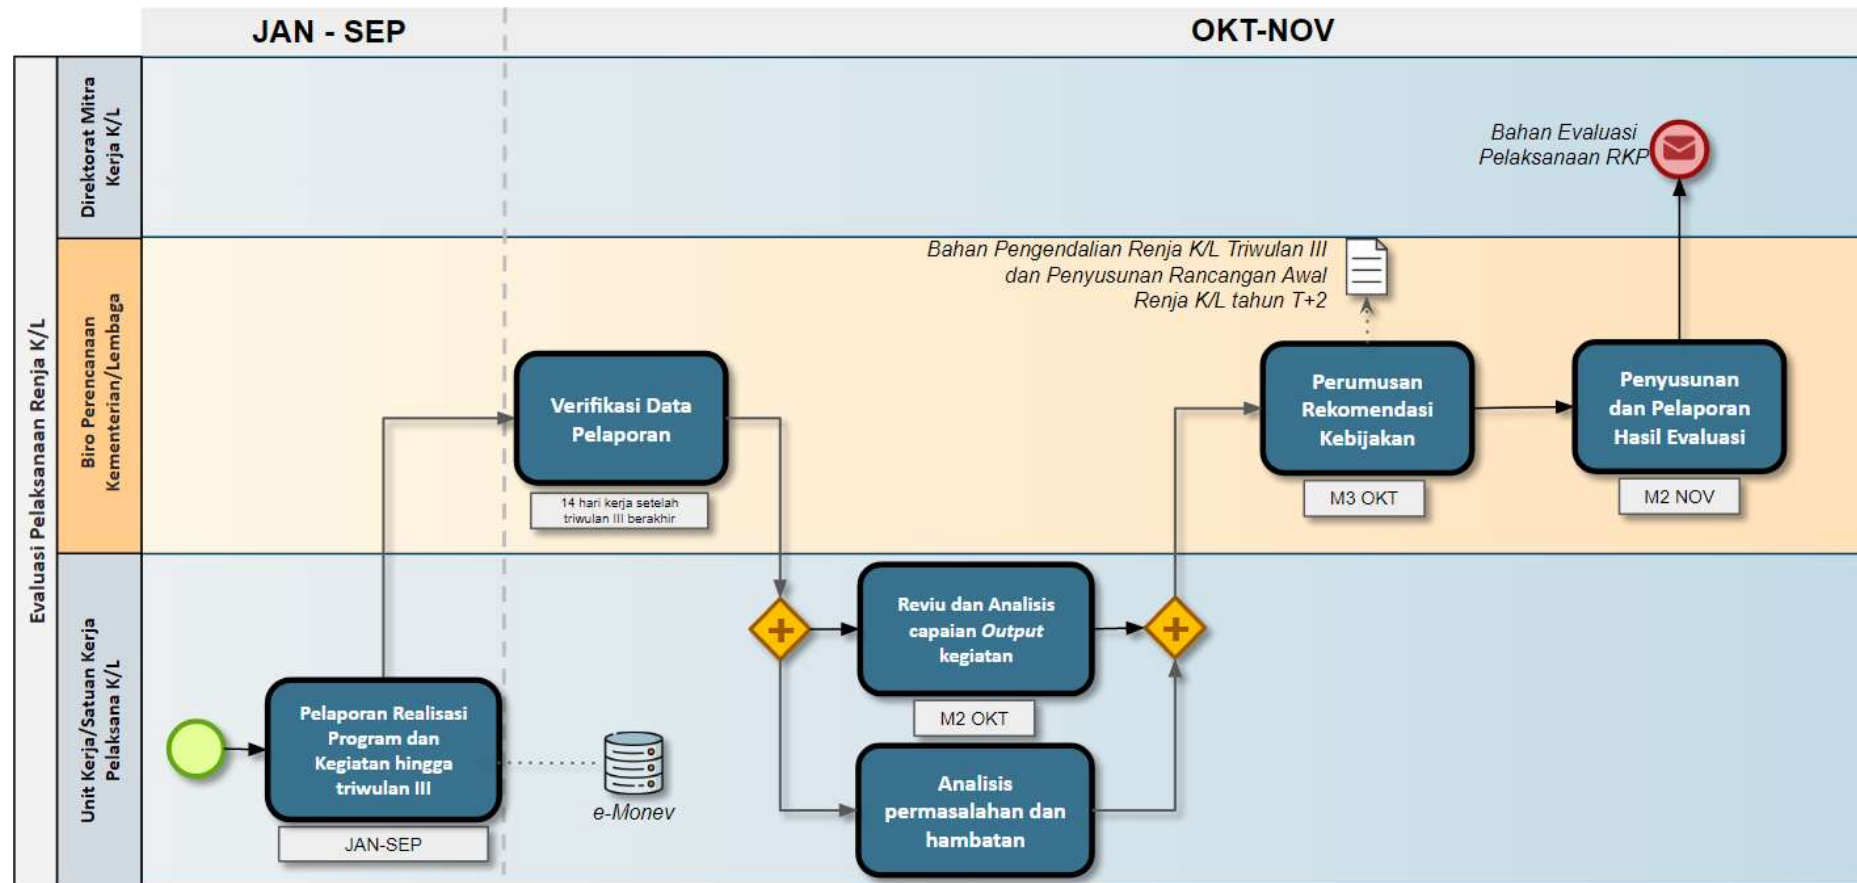 JAN - SEP
OKT-NOV
Evaluasi Pelaksanaan Renja K/L
Direktorat Mitra
Kerja K/L
Bahan Evaluasi
Pelaksanaan RKP
Biro Perencanaan
Kementerian/Lembaga
Bahan Pengendalian Renja K/L Triwulan III
dan Penyusunan Rancangan Awal
Renja K/L tahun T+2
Verifikasi Data
Pelaporan
14 hari kerja setelah
triwulan III berakhir
Perumusan
Rekomendasi
Kebijakan
M3 OKT
Penyusunan
dan Pelaporan
Hasil Evaluasi
M2 NOV
Unit Kerja/Satuan Kerja
Pelaksana K/L
Pelaporan Realisasi
Program dan
Kegiatan hingga
triwulan III
JAN-SEP
e-Monev
Reviu dan Analisis
capaian Output
kegiatan
M2 OKT
Analisis
permasalahan dan
hambatan